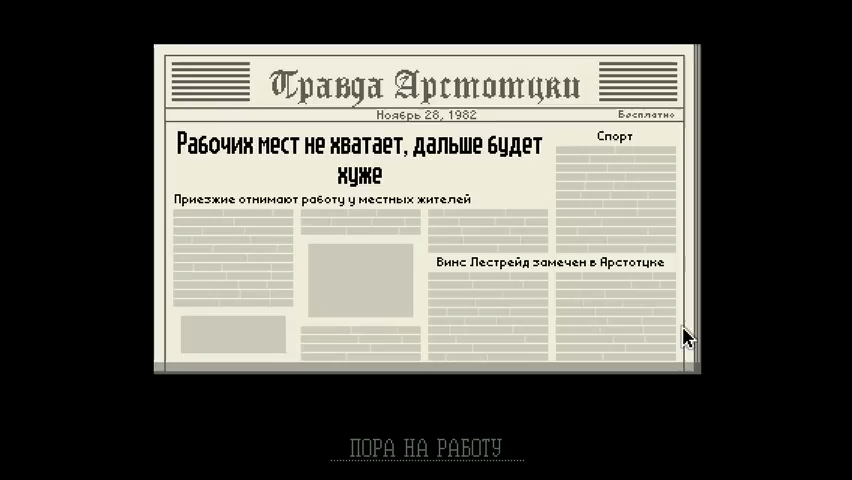 Травда Арстотцки
Ноябрь 28, 1982
Бесплатно
Рабочих мест не хватает, дальше будет
хуже
Приезжие отнимают работу у местных жителей
Спорт
Винс Лестрейд замечен в Арстотцке
ПОРА НА РАБОТУ